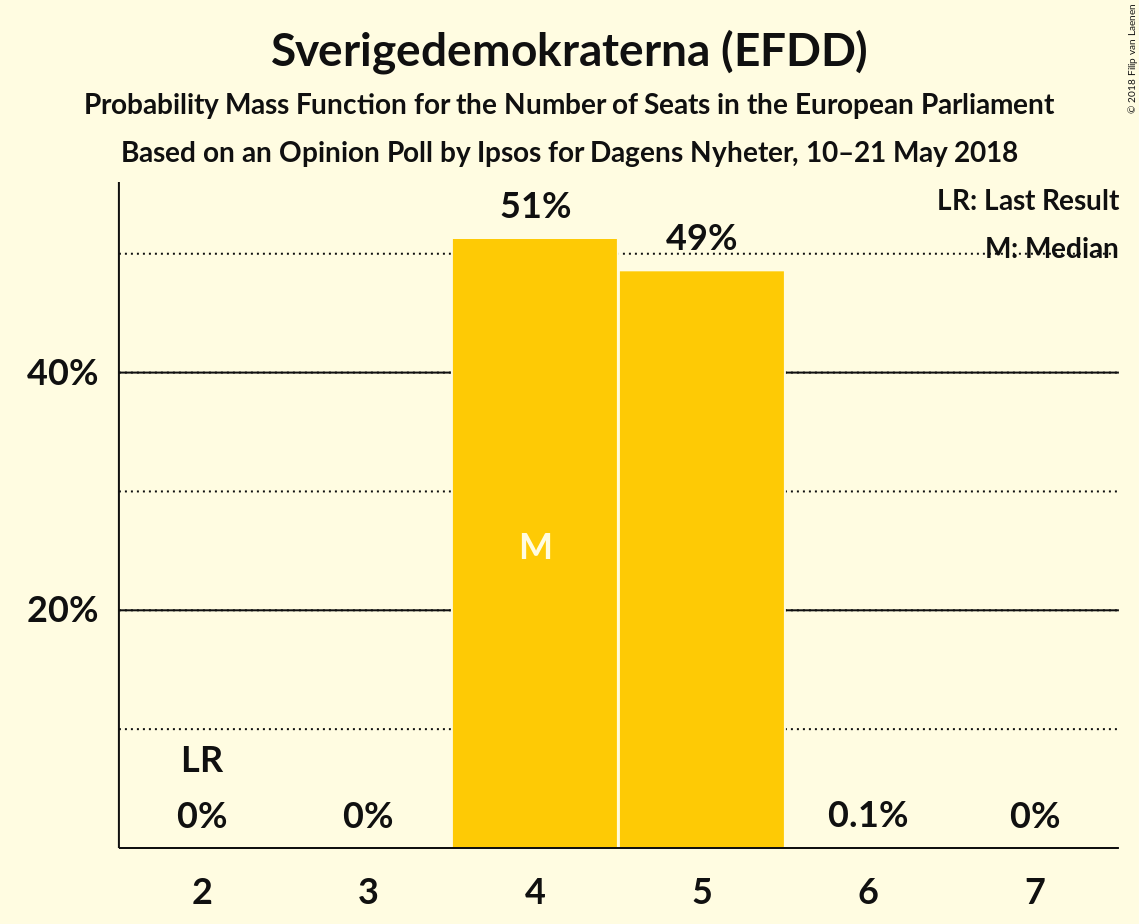 Sverigedemokraterna (EFDD)
Probability Mass Function for the Number of Seats in the European Parliament
Based on an Opinion Poll by Ipsos for Dagens Nyheter, 10–21 May 2018
© 2018 Filip van Laenen
LR: Last Result
M: Median
51%
49%
40%
M
20%
LR
0%
0%
0.1%
0%
2
3
4
5
6
7